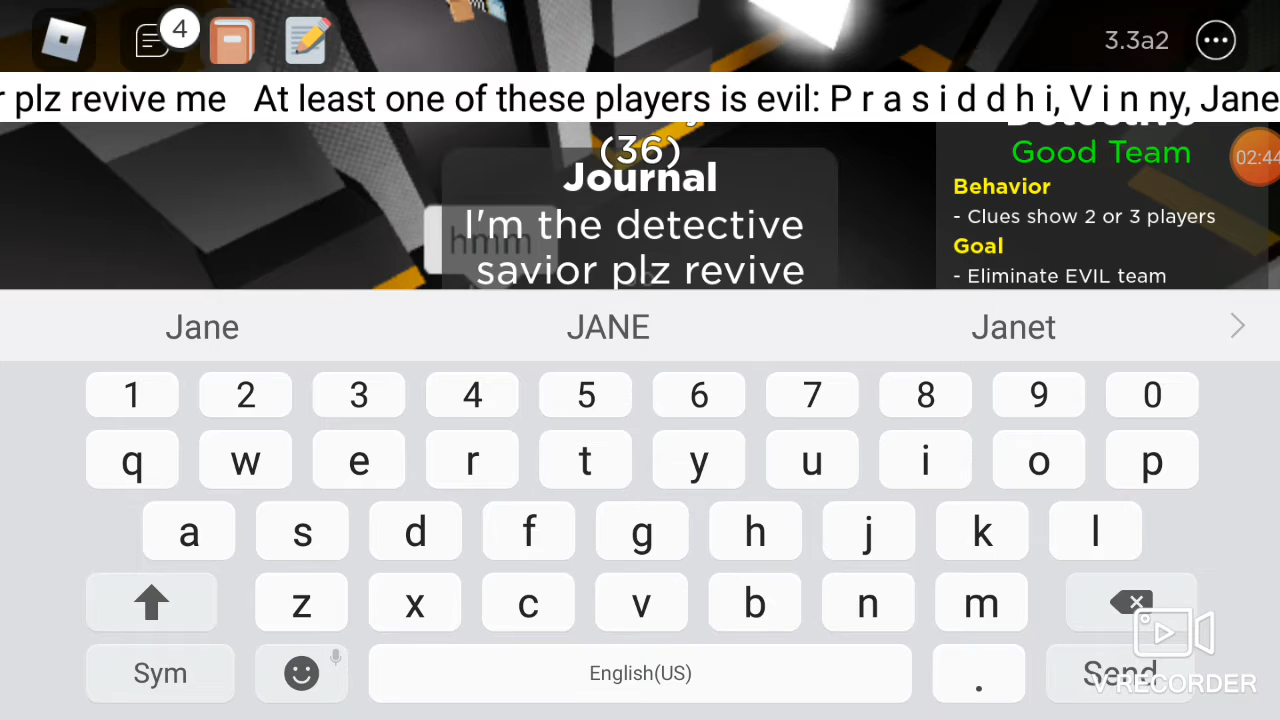 4
3.3a2
r plz revive me At least one of these players is evil: P r a s i d d h i, V i n ny, Jane
(36)
Journal
I'm the detective
savior plz revive
hmm
Detective
Good Team
Behavior
- Clues show 2 or 3 players
Goal
- Eliminate EVIL team
02:44
Jane JANE Janet
1 2 3 4 5 6 7 8 9 0
q w e r t y u i o p
a s d f g h j k l
z x c v b n m
Sym English(US) . Send
V RECORDER